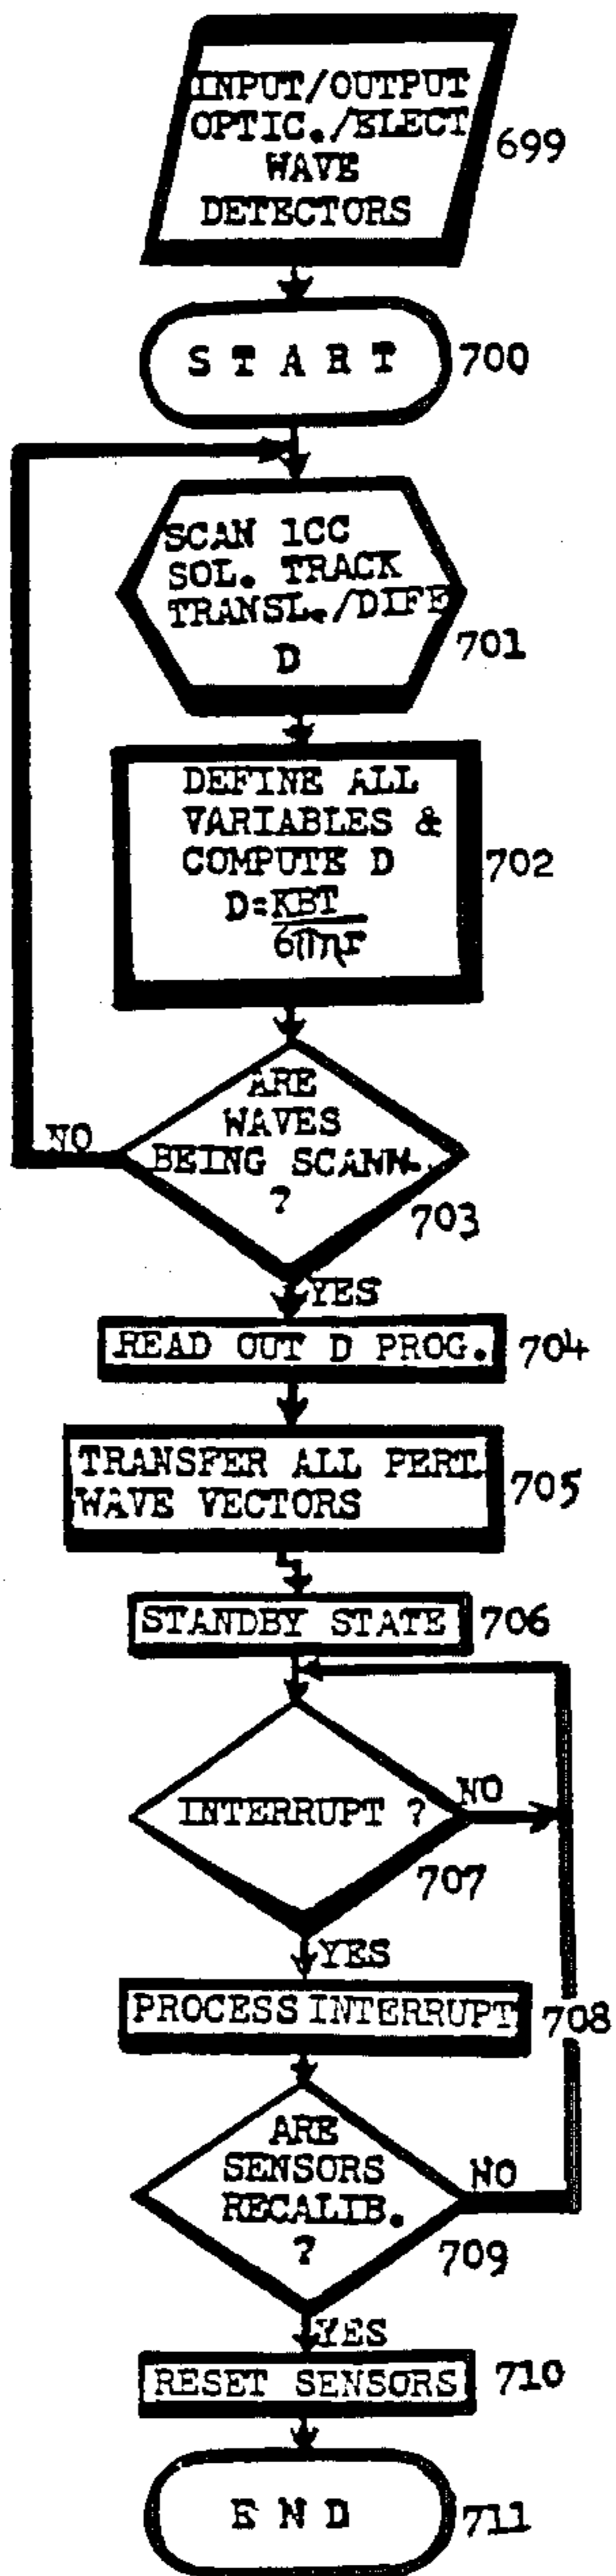 INPUT/OUTPUT
OPTIC./ELECT
WAVE
DETECTORS
699
START
700
SCAN 1CC
SOL. TRACK
TRANSL./DIFF
D
701
DEFINE ALL
VARIABLES &
COMPUTE D
D=KBT
6πηr
702
ARE
WAVES
BEING SCANN.
?
703
NO
YES
READ OUT D PROG.
704
TRANSFER ALL PERT.
WAVE VECTORS
705
STANDBY STATE
706
INTERRUPT ?
NO
707
YES
PROCESS INTERRUPT
708
ARE
SENSORS
RECALIB.
?
NO
709
YES
RESET SENSORS
710
END
711